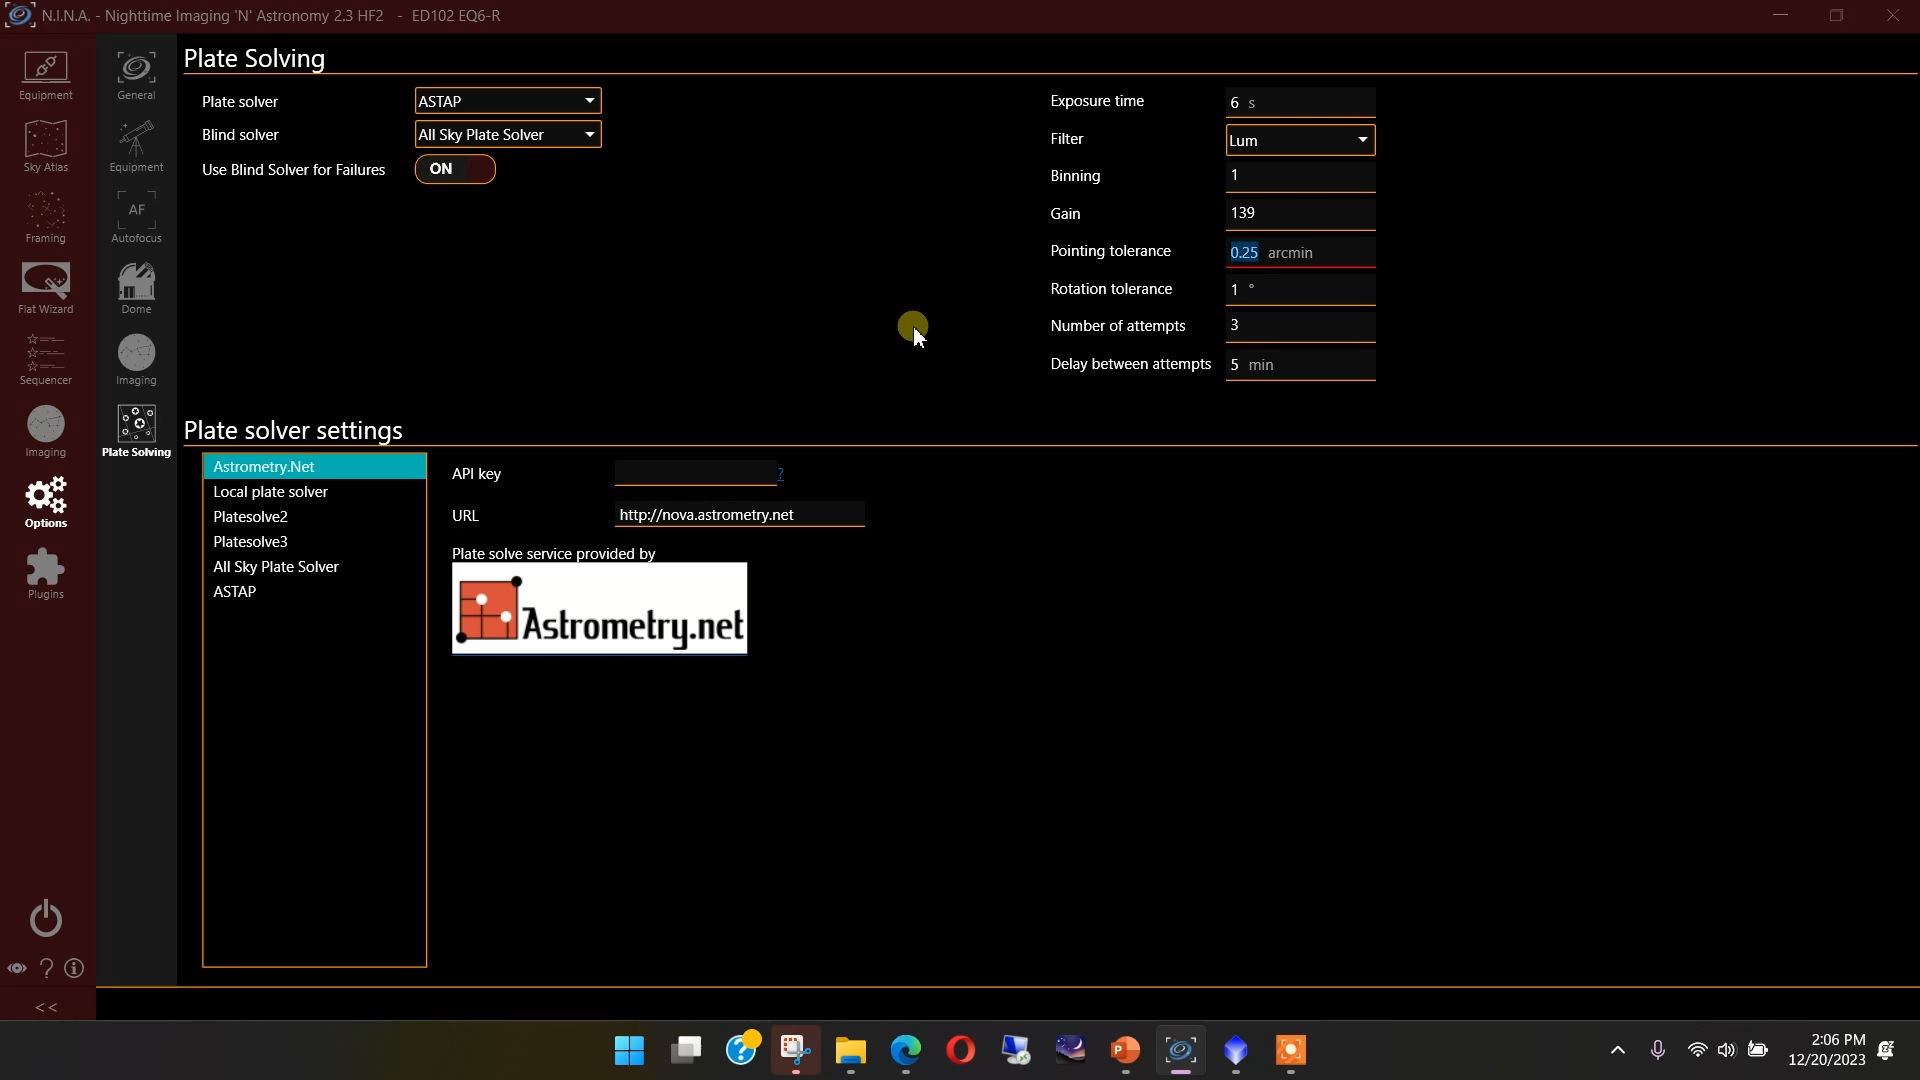 N.I.N.A. - Nighttime Imaging 'N' Astronomy 2.3 HF2 - ED102 EQ6-R
Equipment
Sky Atlas
Framing
Flat Wizard
Sequencer
Imaging
Options
Plugins
<<
General
Equipment
AF
Autofocus
Dome
Imaging
Plate Solving
Plate Solving
Plate solver ASTAP
Blind solver All Sky Plate Solver
Use Blind Solver for Failures ON
Exposure time 6 s
Filter Lum
Binning 1
Gain 139
Pointing tolerance 0.25 arcmin
Rotation tolerance 1 °
Number of attempts 3
Delay between attempts 5 min
Plate solver settings
Astrometry.Net
Local plate solver
Platesolve2
Platesolve3
All Sky Plate Solver
ASTAP
API key ?
URL http://nova.astrometry.net
Plate solve service provided by
Astrometry.net
2:06 PM
12/20/2023